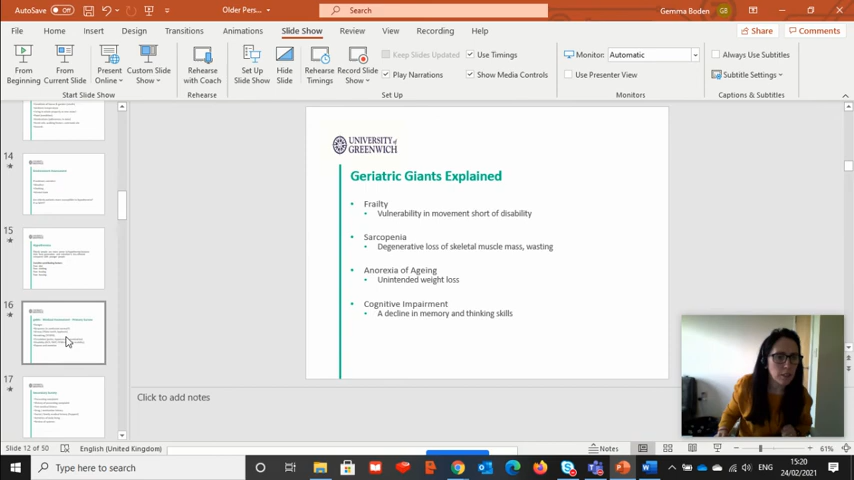 AutoSave Off Older Pers... Search Gemma Boden GB
File Home Insert Design Transitions Animations Slide Show Review View Recording Help Share Comments
From Beginning
From Current Slide
Present Online
Custom Slide Show
Rehearse with Coach
Set Up Slide Show
Hide Slide
Rehearse Timings
Record Slide Show
Keep Slides Updated
Use Timings
Play Narrations
Show Media Controls
Monitor: Automatic
Use Presenter View
Always Use Subtitles
Subtitle Settings
Start Slide Show Rehearse Set Up Monitors Captions & Subtitles
14
15
16
17
UNIVERSITY of GREENWICH
Geriatric Giants Explained
• Frailty
• Vulnerability in movement short of disability
• Sarcopenia
• Degenerative loss of skeletal muscle mass, wasting
• Anorexia of Ageing
• Unintended weight loss
• Cognitive Impairment
• A decline in memory and thinking skills
Click to add notes
Slide 12 of 50 English (United Kingdom) Notes 61%
Type here to search ENG 15:20
24/02/2021